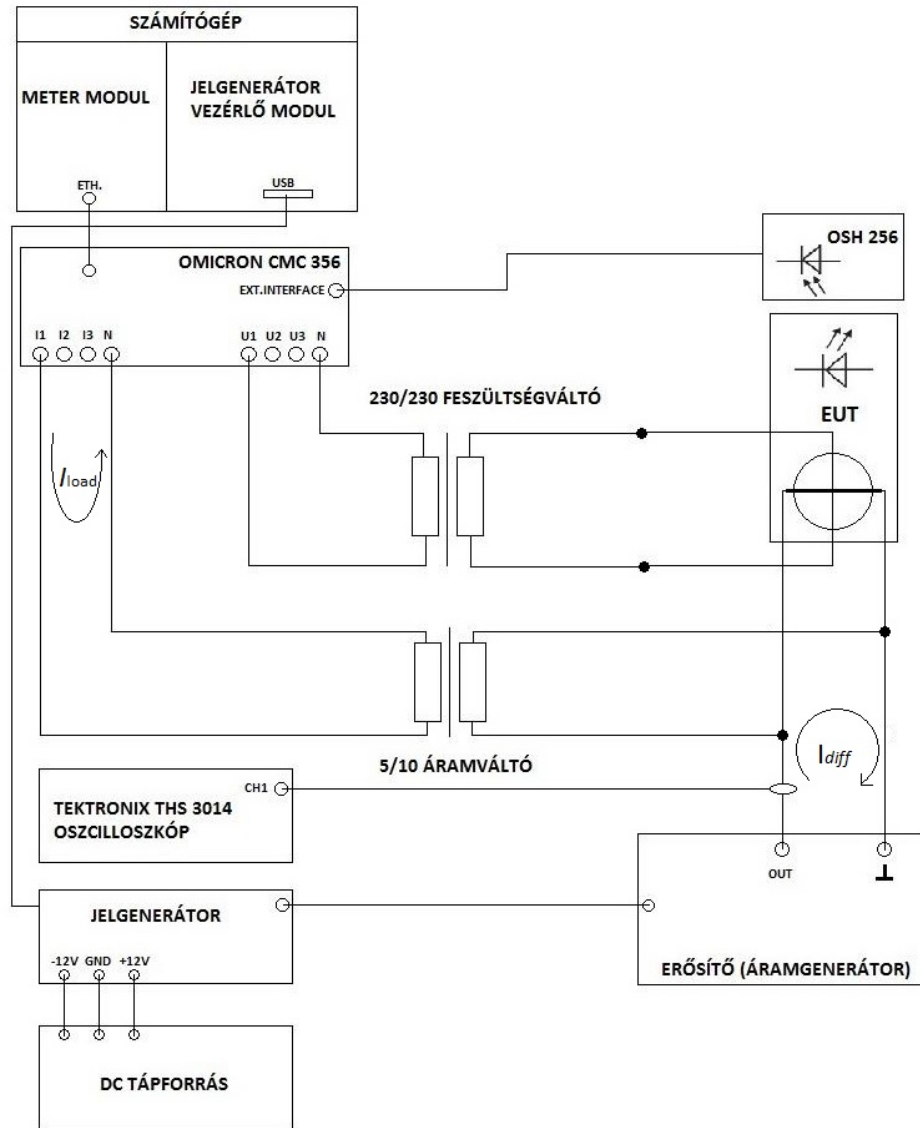 SZÁMÍTÓGÉP
METER MODUL
JELGENERÁTOR
VEZÉRLŐ MODUL
ETH.
USB
OMICRON CMC 356
EXT.INTERFACE
I1 I2 I3 N
U1 U2 U3 N
OSH 256
EUT
230/230 FESZÜLTSÉGVÁLTÓ
Iload
5/10 ÁRAMVÁLTÓ
Idiff
CH1
TEKTRONIX THS 3014
OSZCILLOSZKÓP
OUT
JELGENERÁTOR
-12V GND +12V
ERŐSÍTŐ (ÁRAMGENERÁTOR)
DC TÁPFORRÁS